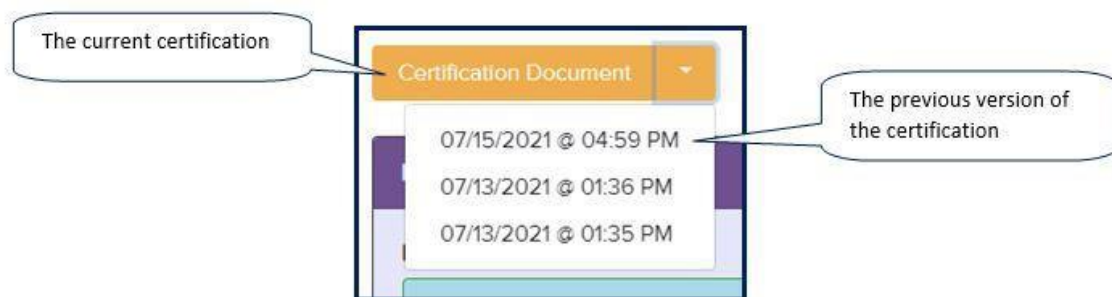 The current certification
Certification Document
The previous version of
the certification
07/15/2021 @ 04:59 PM
07/13/2021 @ 01:36 PM
07/13/2021 @ 01:35 PM